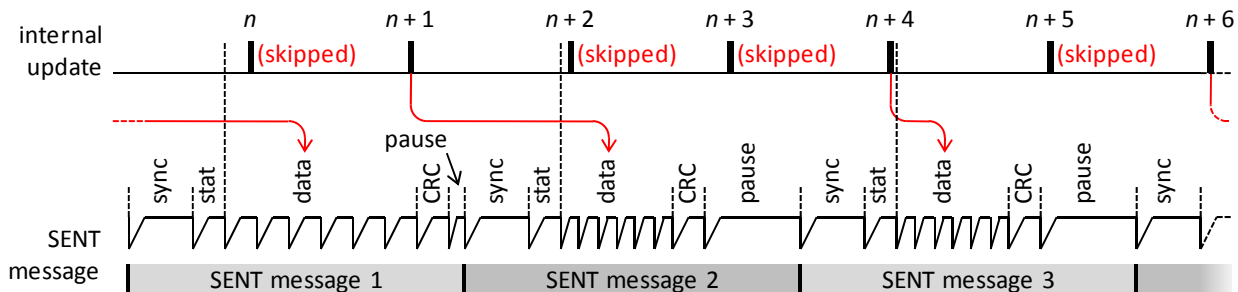 n n + 1 n + 2 n + 3 n + 4 n + 5 n + 6
internal
update
(skipped) (skipped) (skipped) (skipped)
pause
sync stat data CRC sync stat data CRC pause sync stat data CRC pause sync
SENT
message
SENT message 1 SENT message 2 SENT message 3